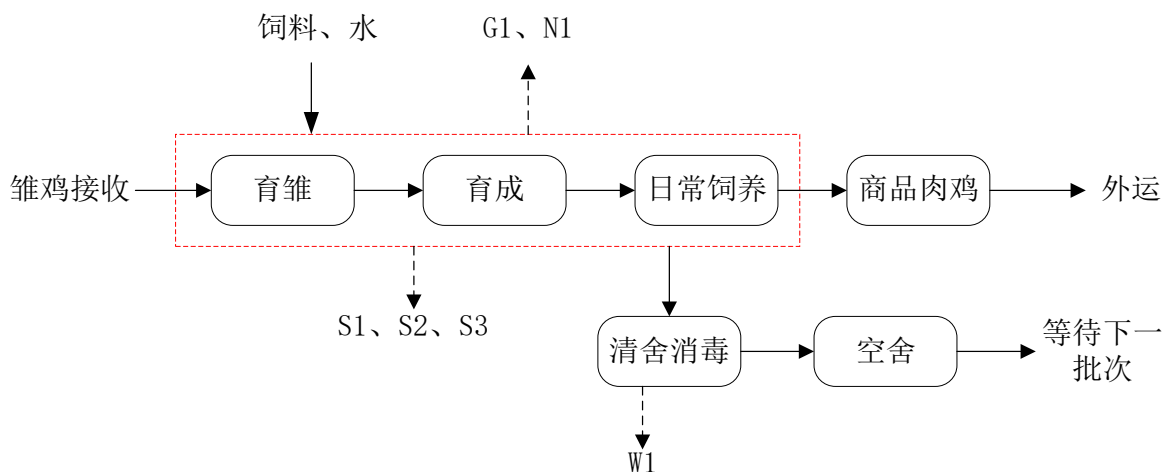 饲料、水
G1、N1
雏鸡接收
育雏
育成
日常饲养
商品肉鸡
外运
S1、S2、S3
清舍消毒
空舍
等待下一
批次
W1